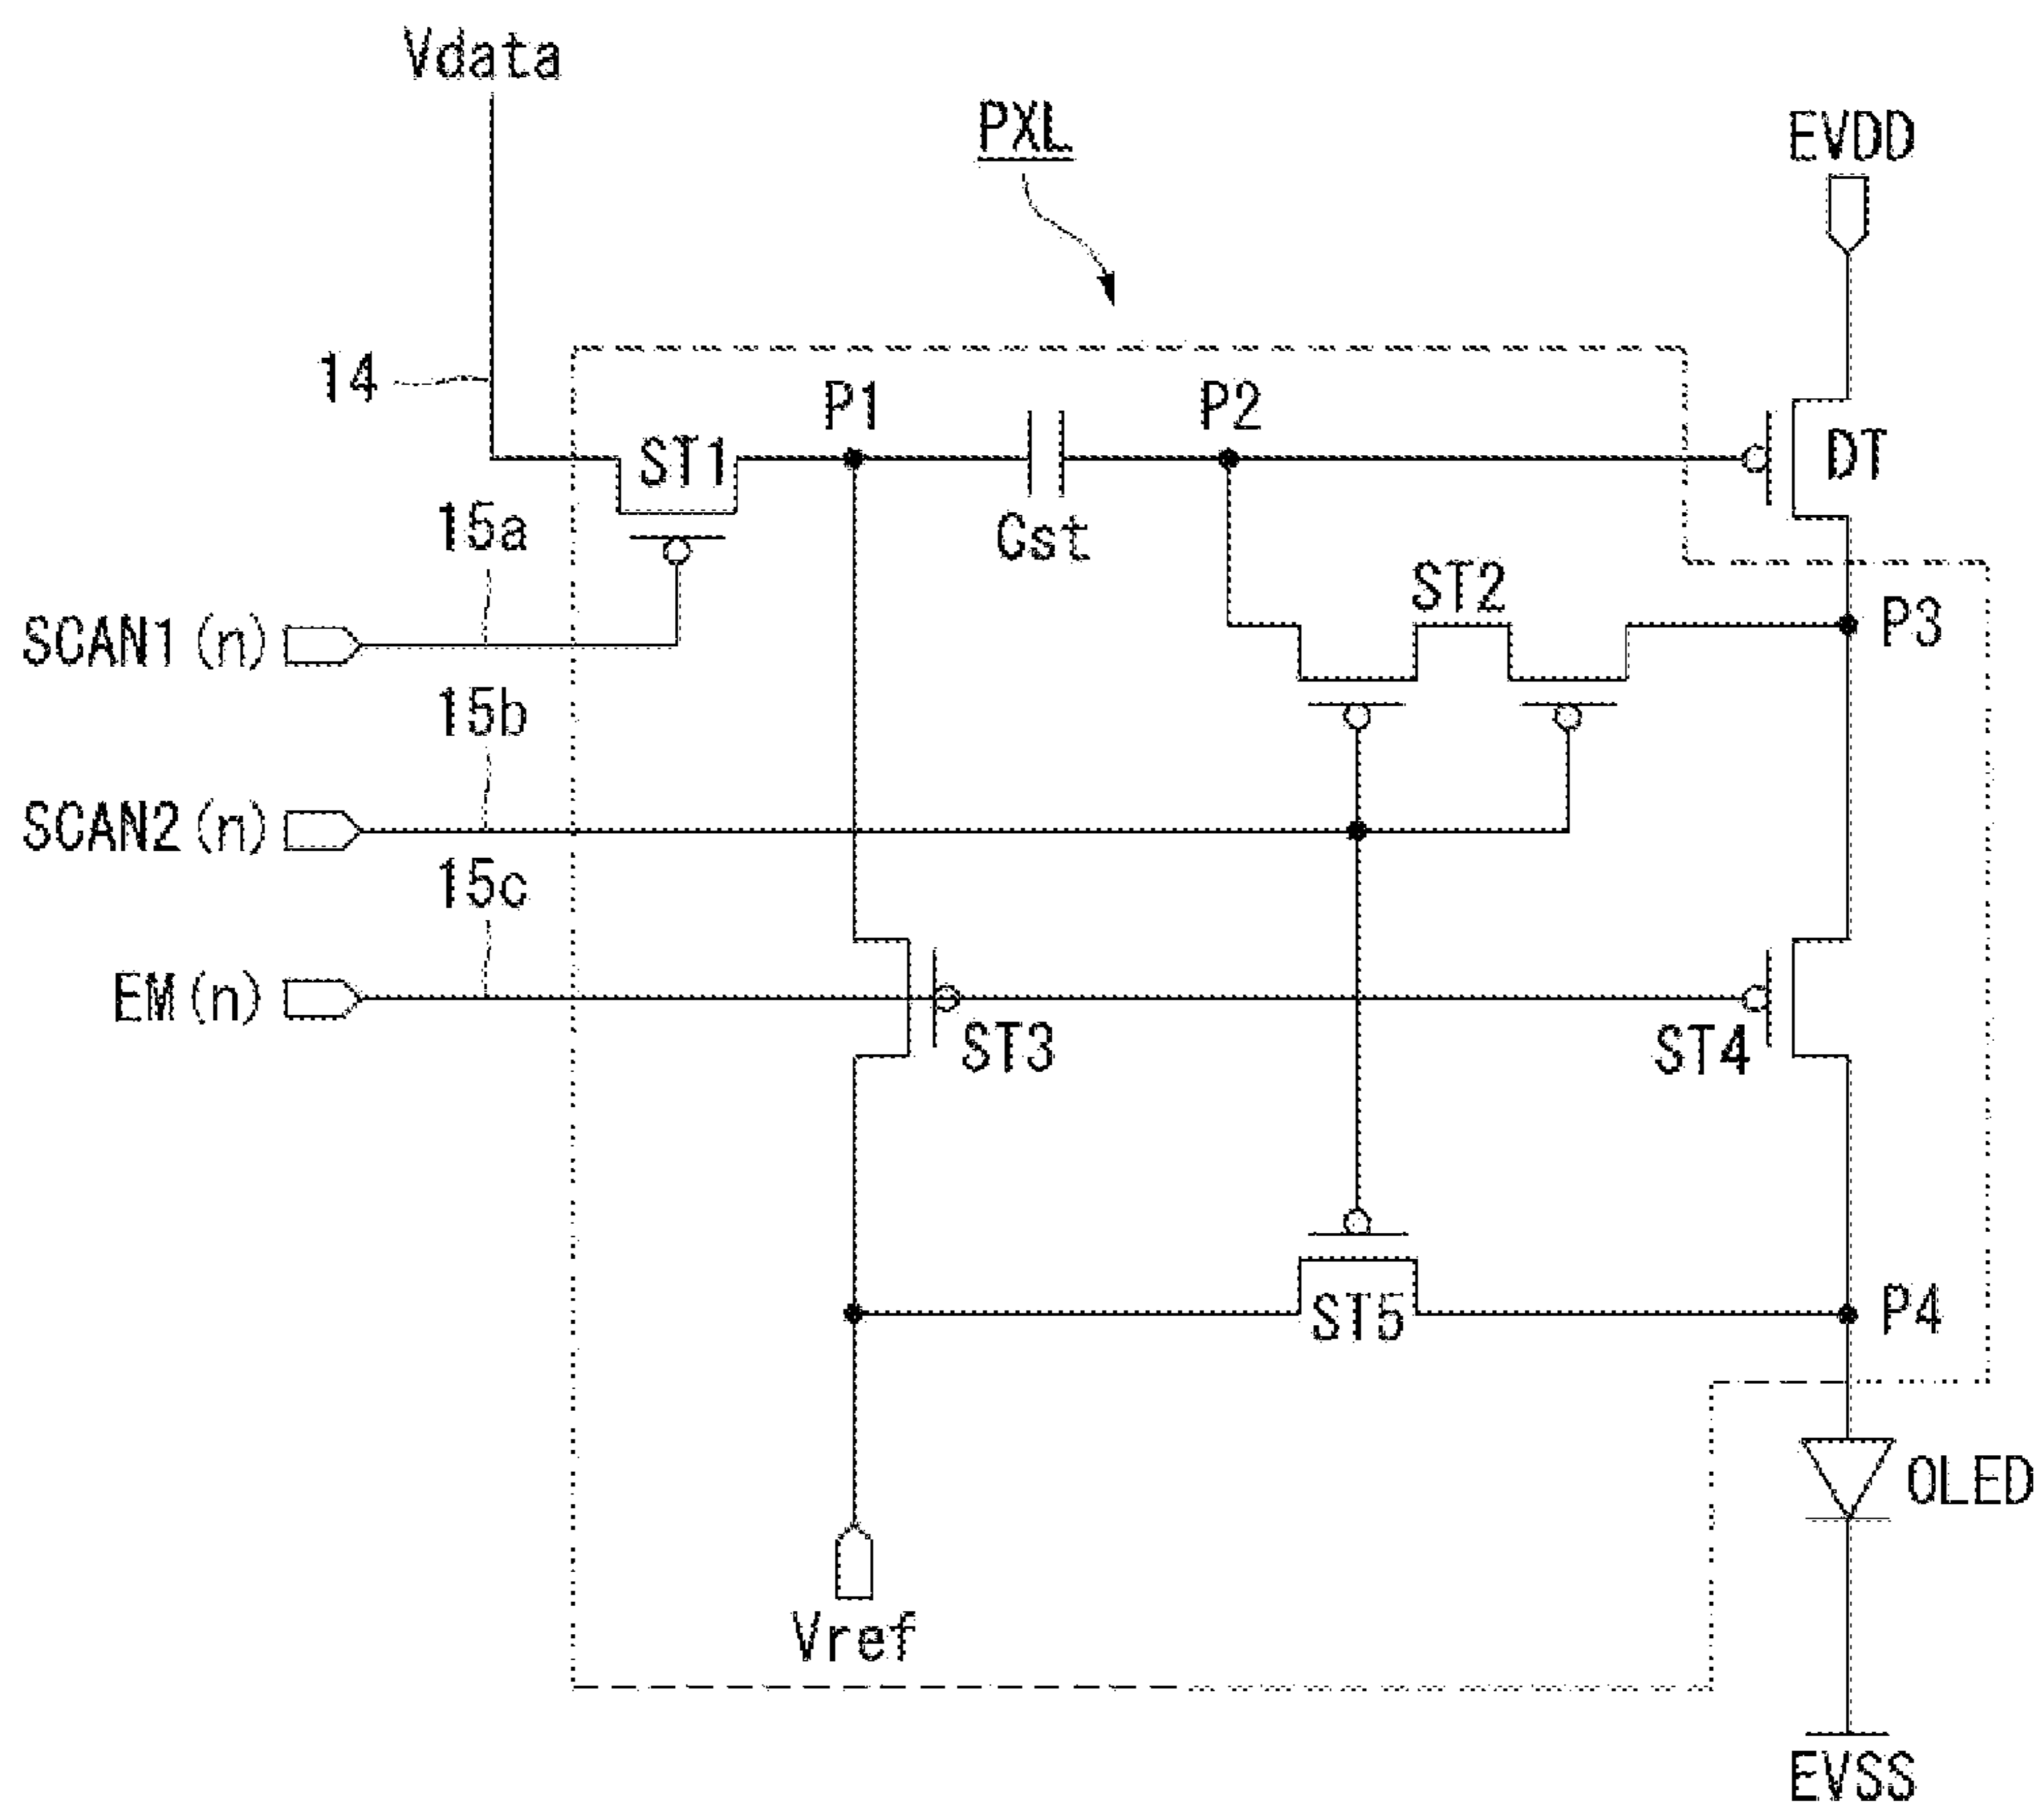 Vdata
PXL
EVDD
14
P1
P2
ST1
DT
Cst
15a
ST2
P3
SCAN1(n)
15b
SCAN2(n)
15c
EM(n)
ST3
ST4
ST5
P4
OLED
Vref
EVSS